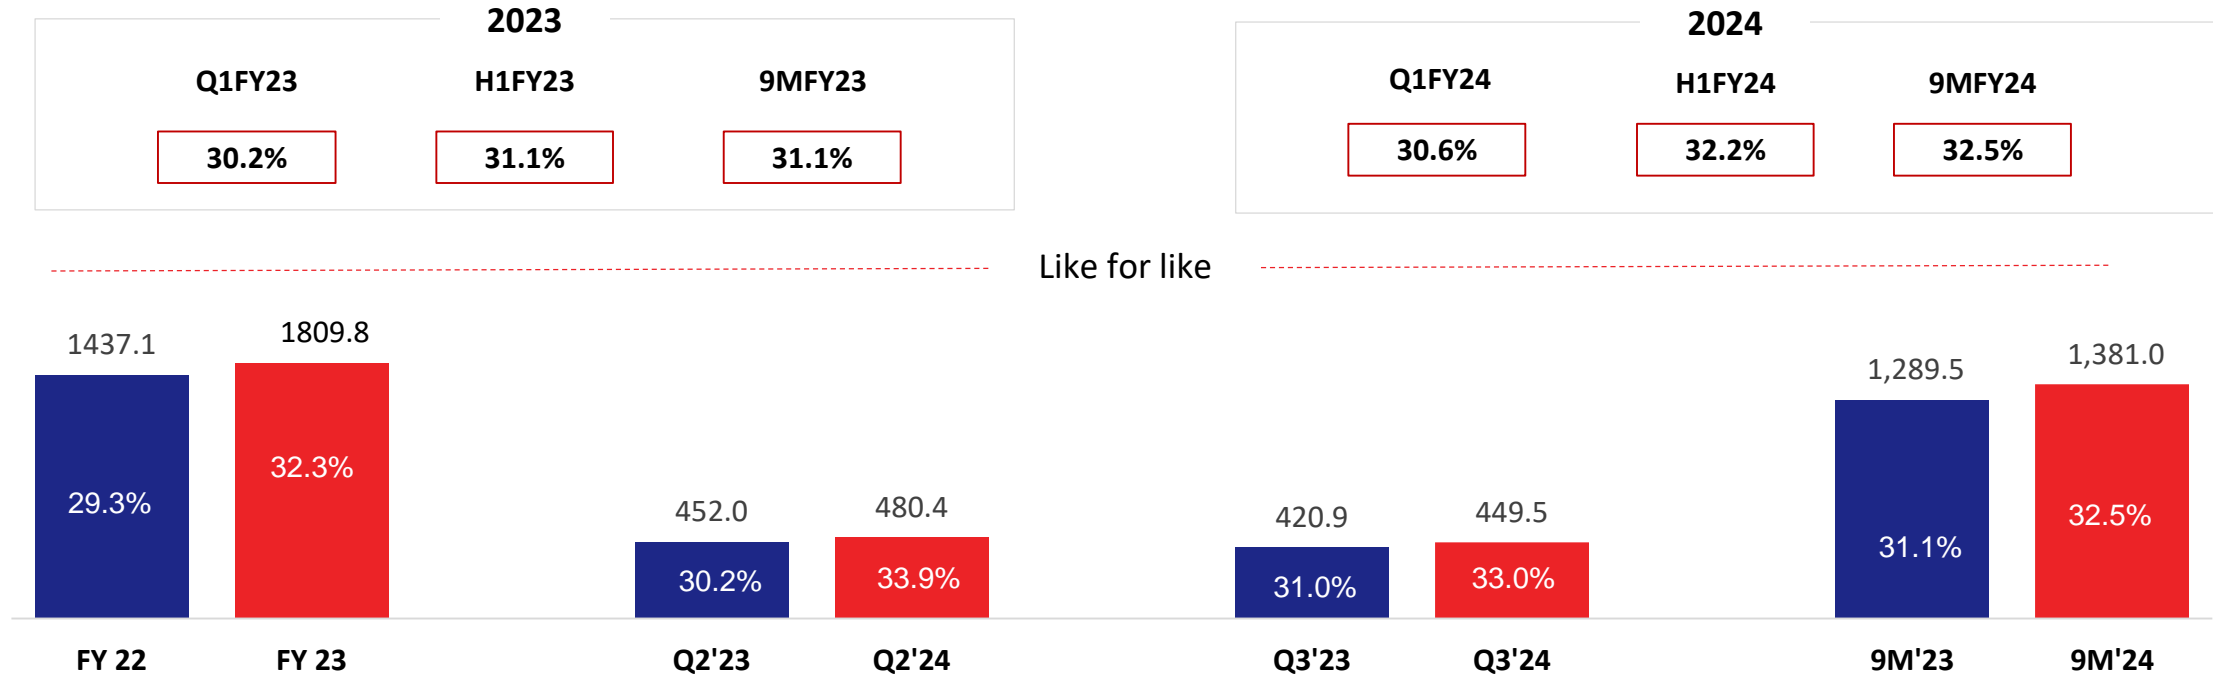 2023
Q1FY23 H1FY23 9MFY23
30.2% 31.1% 31.1%
2024
Q1FY24 H1FY24 9MFY24
30.6% 32.2% 32.5%
Like for like
1437.1 1809.8 452.0 480.4 420.9 449.5 1,289.5 1,381.0
29.3% 32.3% 30.2% 33.9% 31.0% 33.0% 31.1% 32.5%
FY 22 FY 23 Q2'23 Q2'24 Q3'23 Q3'24 9M'23 9M'24